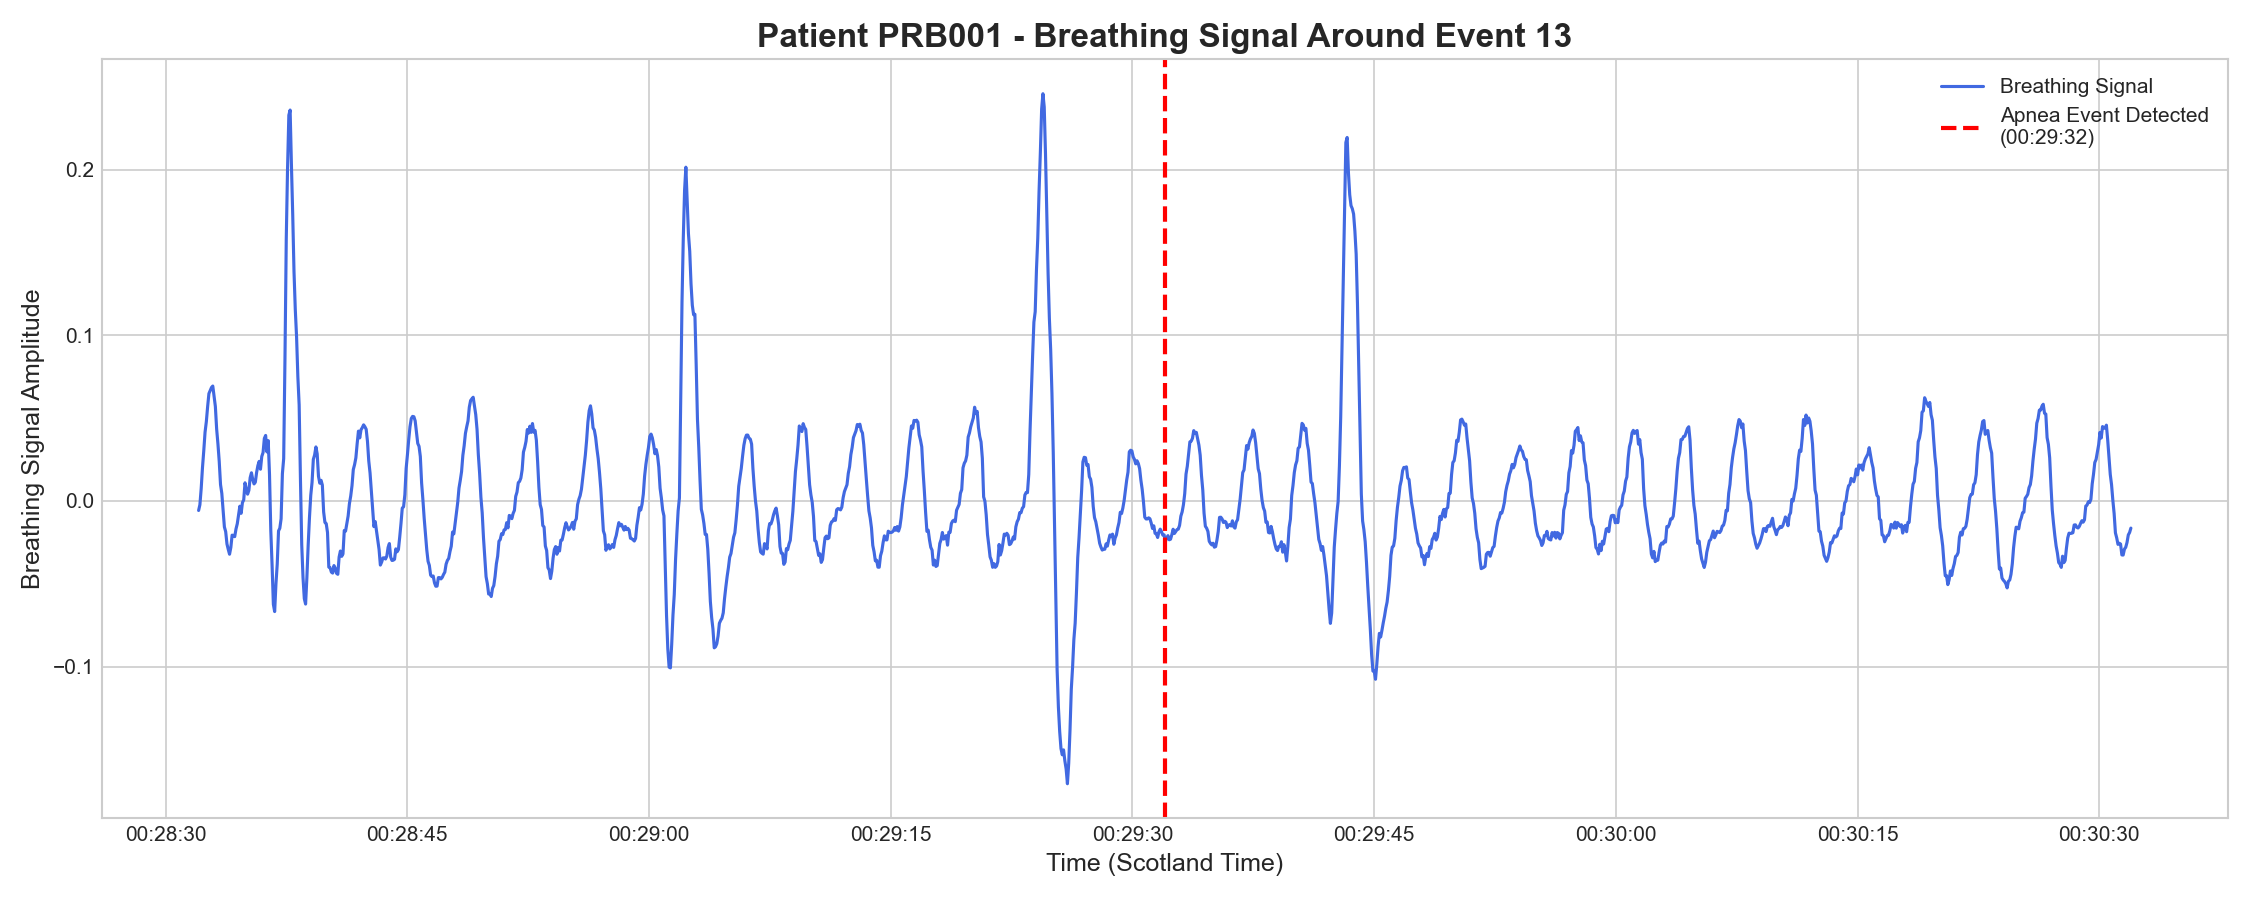 Patient PRB001 - Breathing Signal Around Event 13
Breathing Signal
Apnea Event Detected
(00:29:32)
Breathing Signal Amplitude
0.2
0.1
0.0
−0.1
00:28:30 00:28:45 00:29:00 00:29:15 00:29:30 00:29:45 00:30:00 00:30:15 00:30:30
Time (Scotland Time)